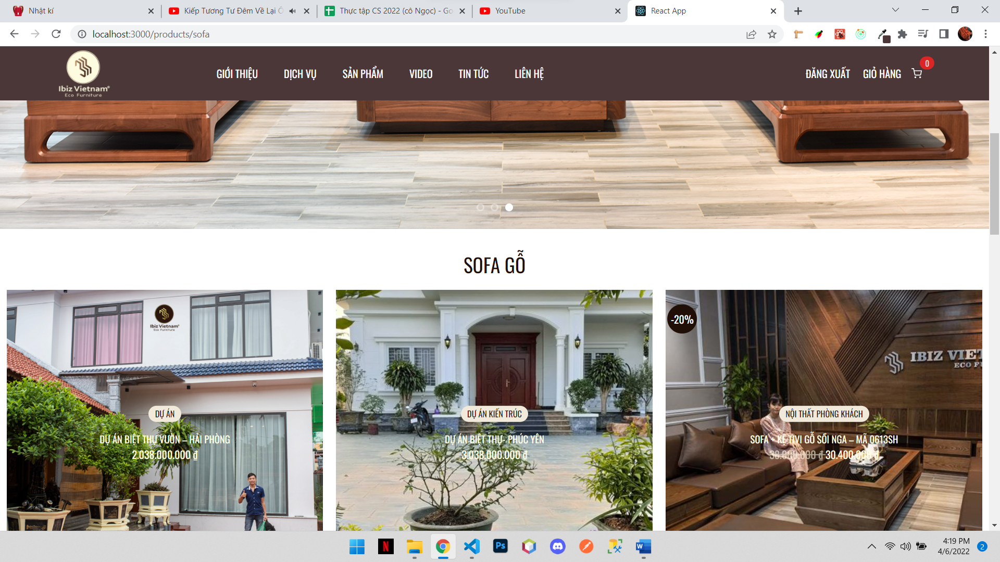 Nhật kí
Kiếp Tương Tư Đêm Về Lại Ô
Thực tập CS 2022 (cô Ngọc) - Go
YouTube
React App
localhost:3000/products/sofa
Ibiz Vietnam®
Eco Furniture
GIỚI THIỆU
DỊCH VỤ
SẢN PHẨM
VIDEO
TIN TỨC
LIÊN HỆ
ĐĂNG XUẤT
GIỎ HÀNG
0
SOFA GỖ
Ibiz Vietnam®
Eco Furniture
DỰ ÁN
DỰ ÁN BIỆT THỰ VƯỜN – HẢI PHÒNG
2.038.000.000 ₫
DỰ ÁN KIẾN TRÚC
DỰ ÁN BIỆT THỰ- PHÚC YÊN
3.038.000.000 ₫
-20%
IBIZ VIET
ECO FU
NỘI THẤT PHÒNG KHÁCH
SOFA + KỆ TIVI GỖ SỒI NGA – MÃ 0613SH
₫ 30.400.000 ₫
N
Ps
W
4:19 PM
4/6/2022
2